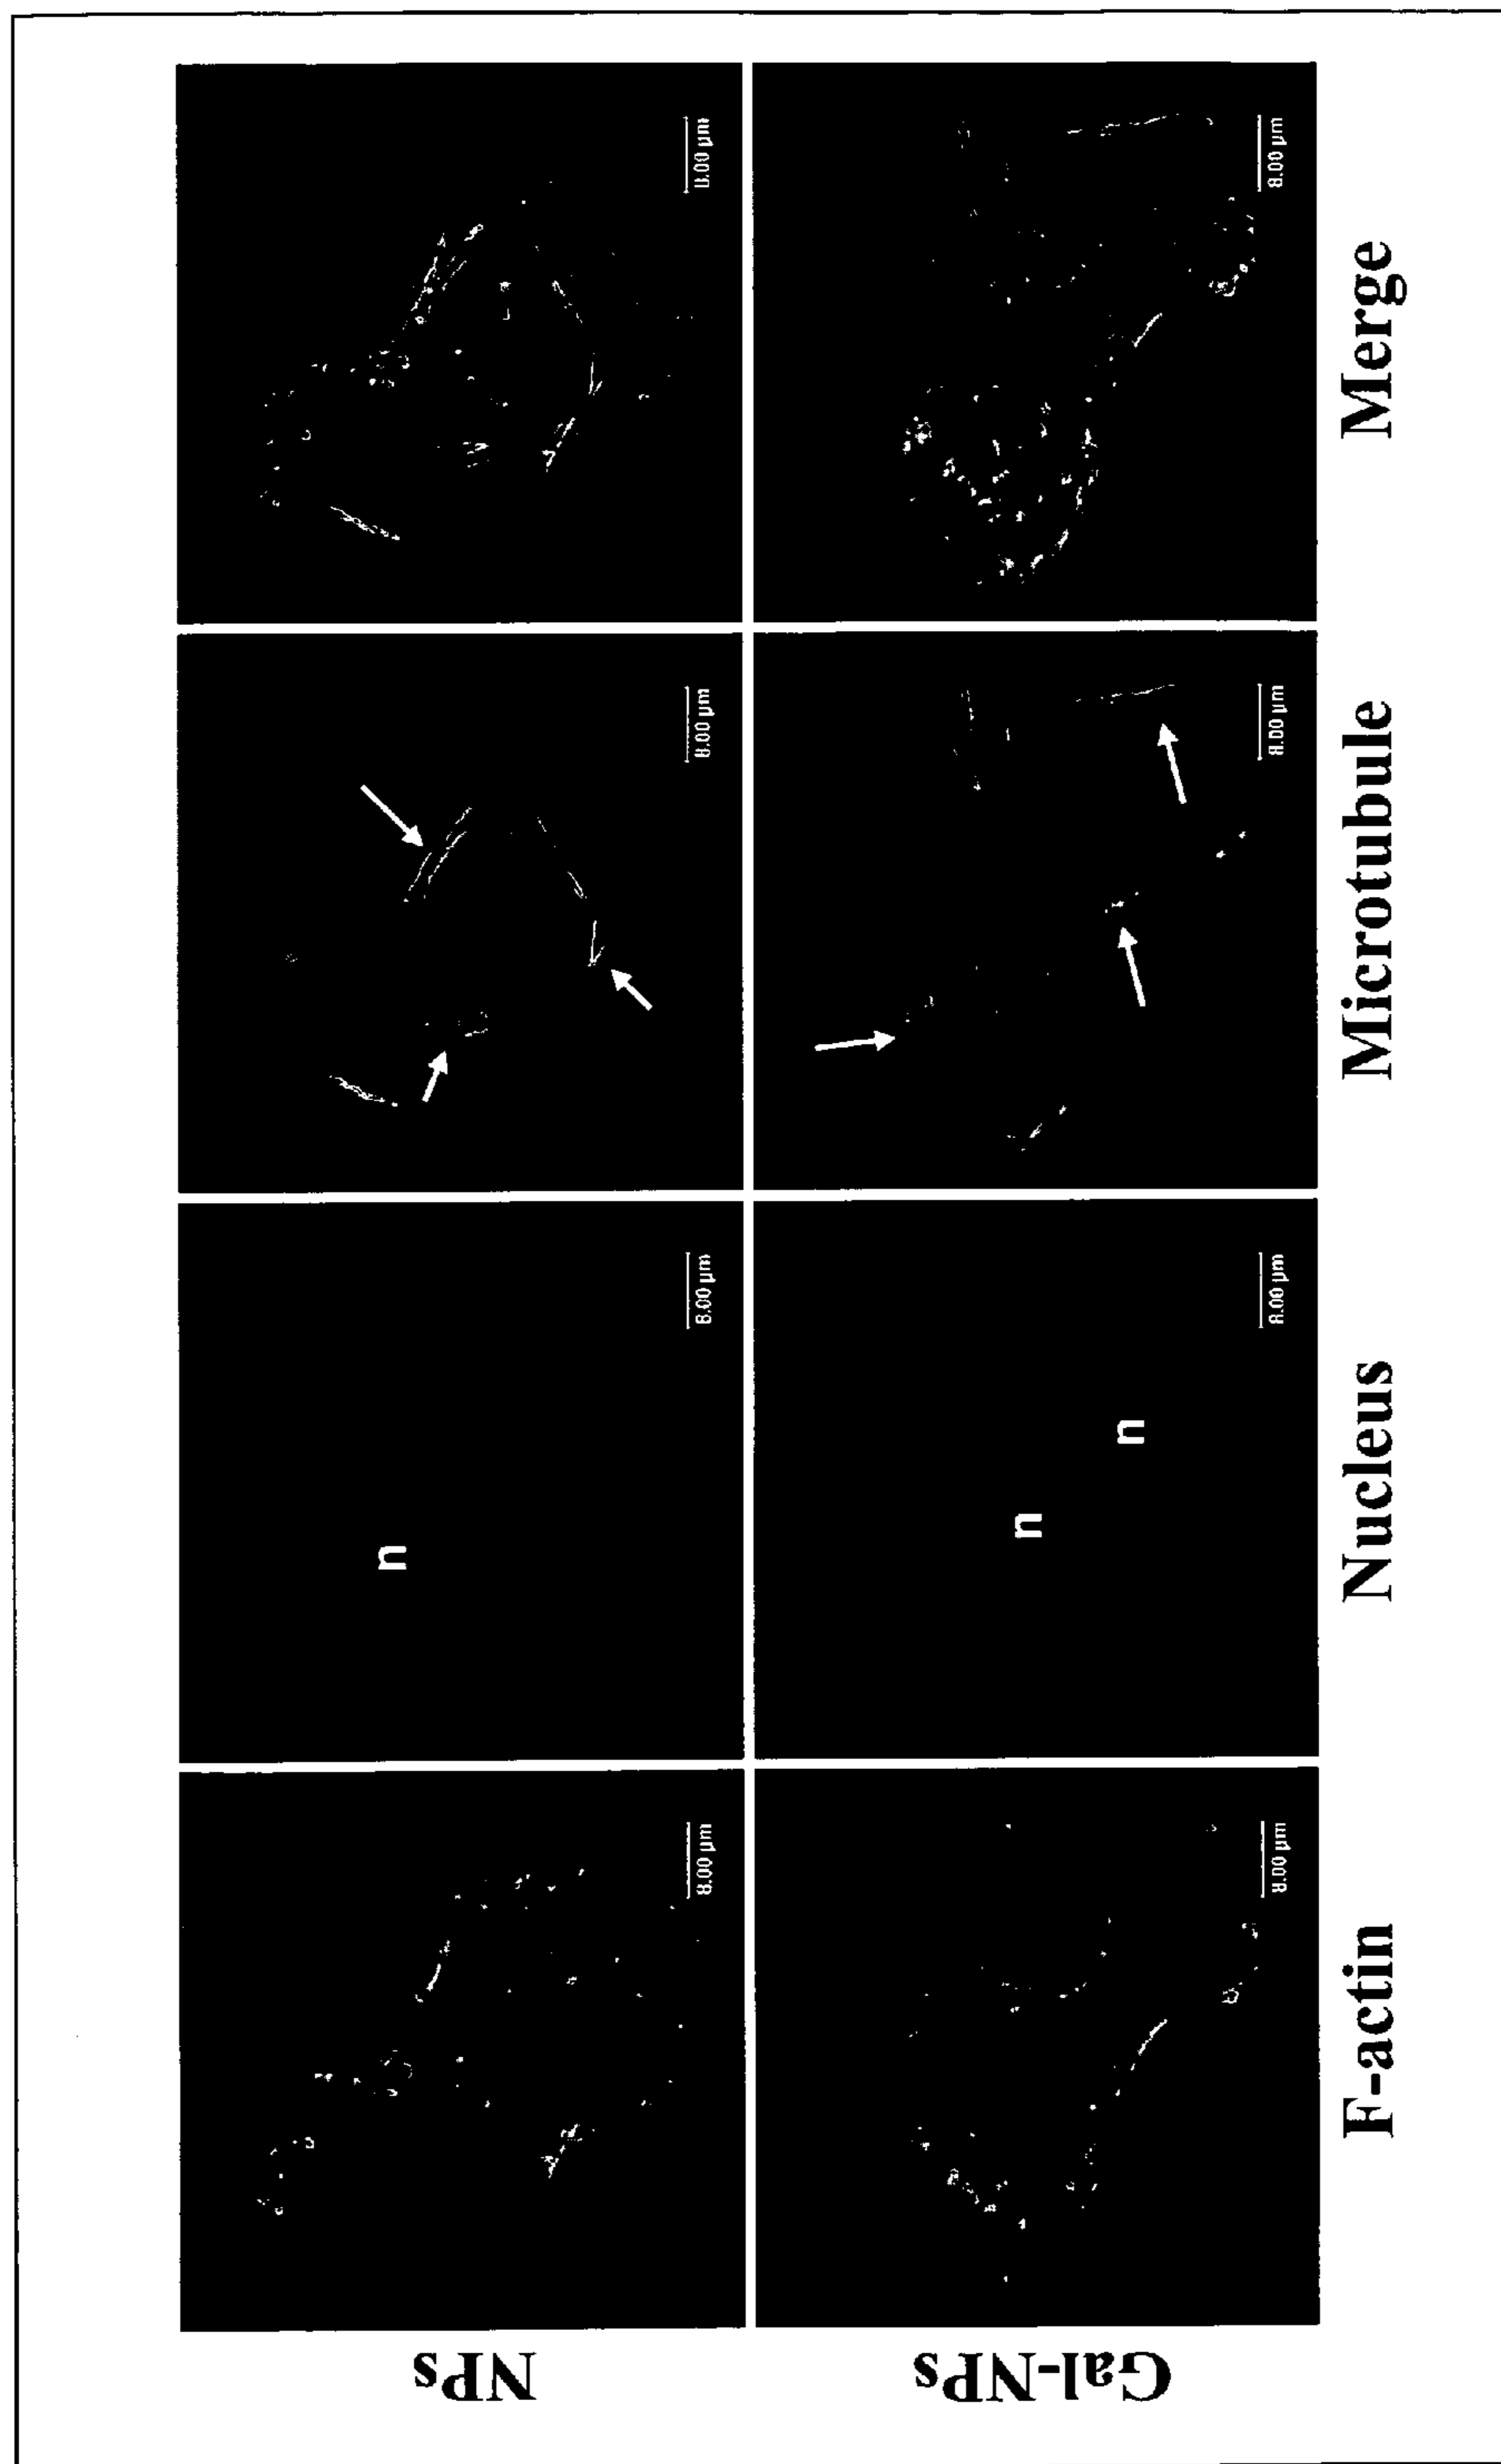 NPs
8.00 µm
n
8.00 µm
8.00 µm
8.00 µm
Gal-NPs
8.00 µm
n
n
8.00 µm
8.00 µm
8.00 µm
F-actin
Nucleus
Microtubule
Merge